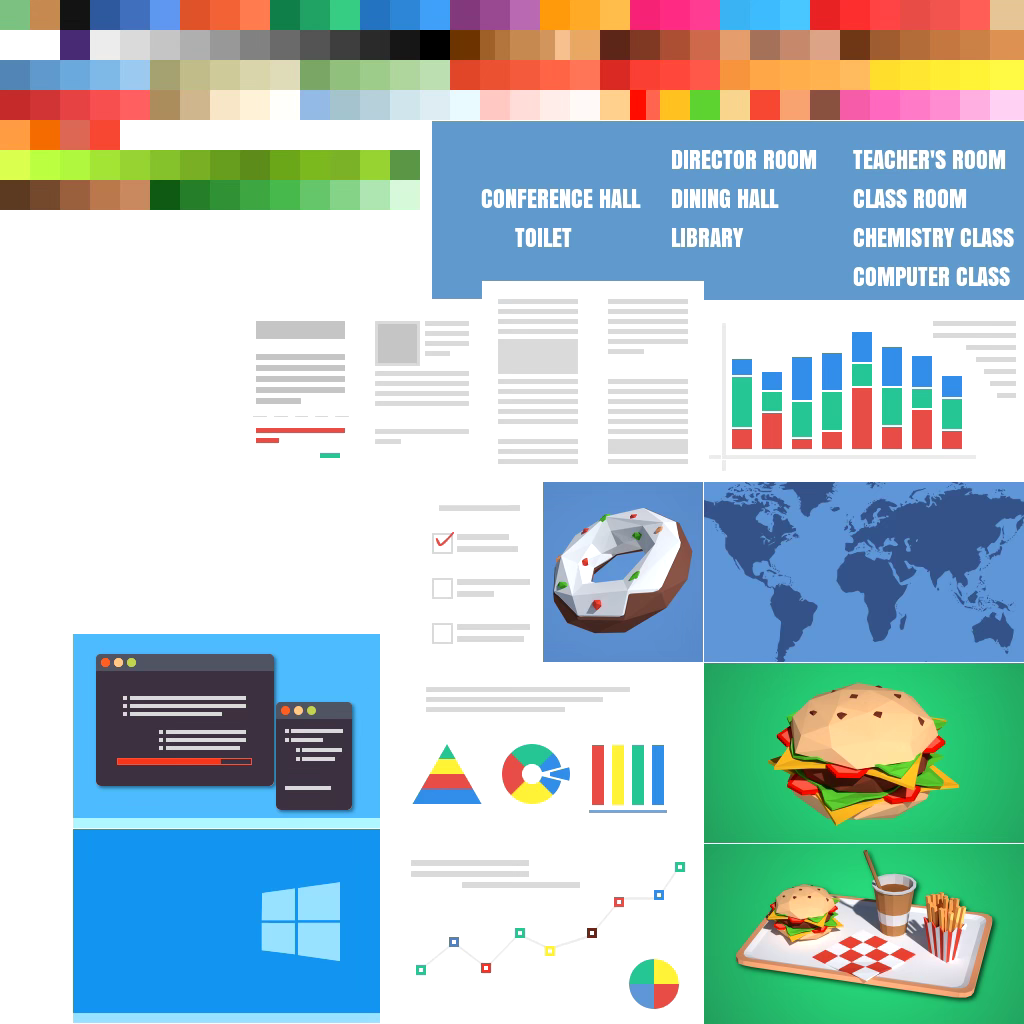 CONFERENCE HALL
TOILET
DIRECTOR ROOM
DINING HALL
LIBRARY
TEACHER'S ROOM
CLASS ROOM
CHEMISTRY CLASS
COMPUTER CLASS